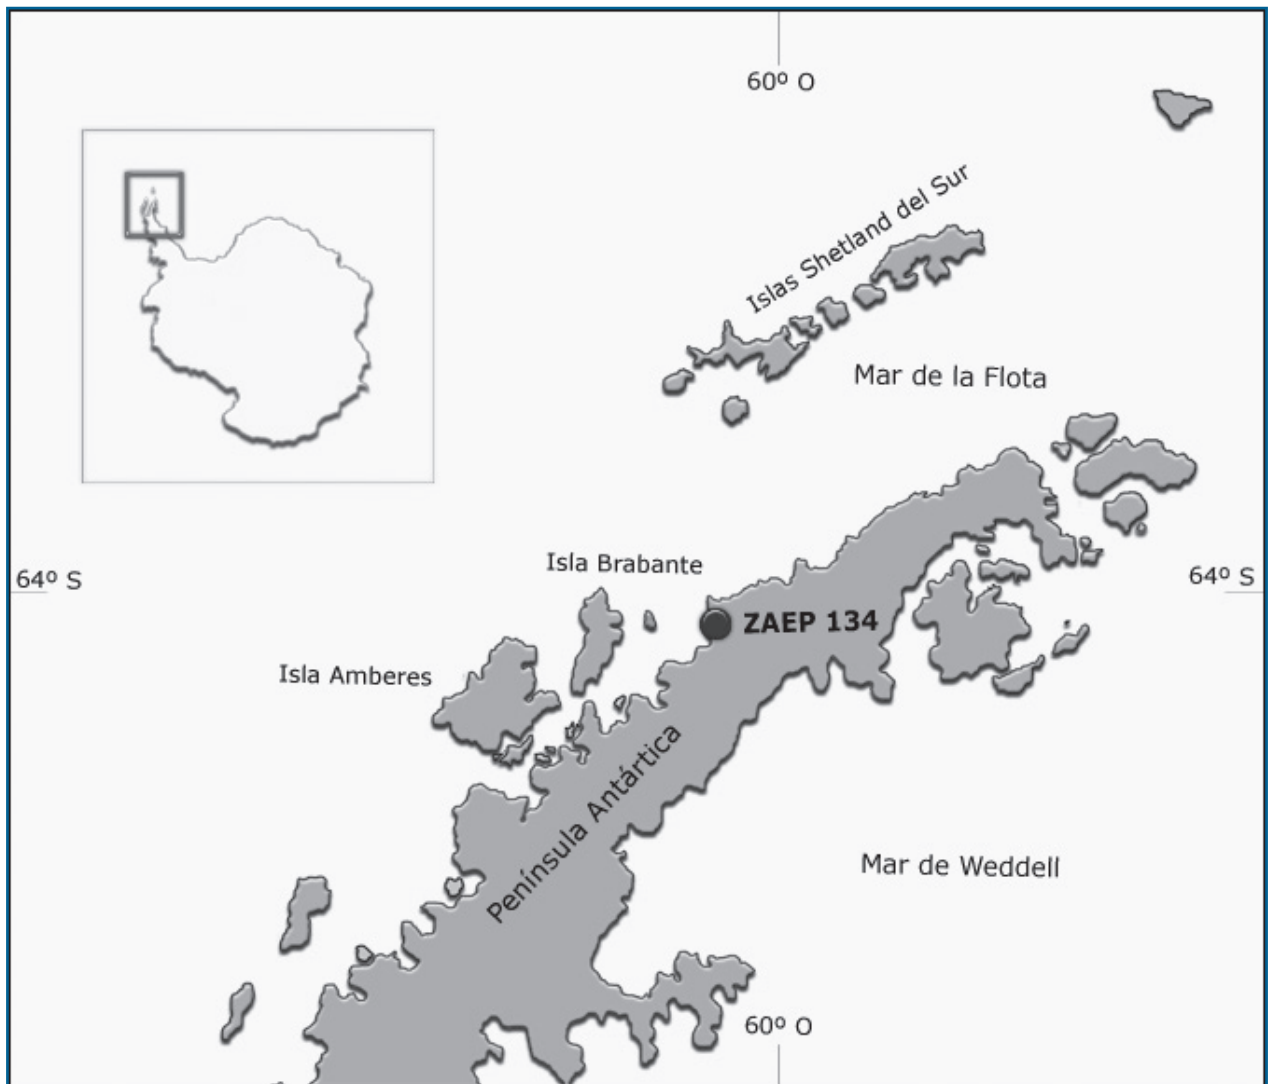 60º O
Islas Shetland del Sur
Mar de la Flota
Isla Brabante
64º S
64º S
ZAEP 134
Isla Amberes
Península Antártica
Mar de Weddell
60º O